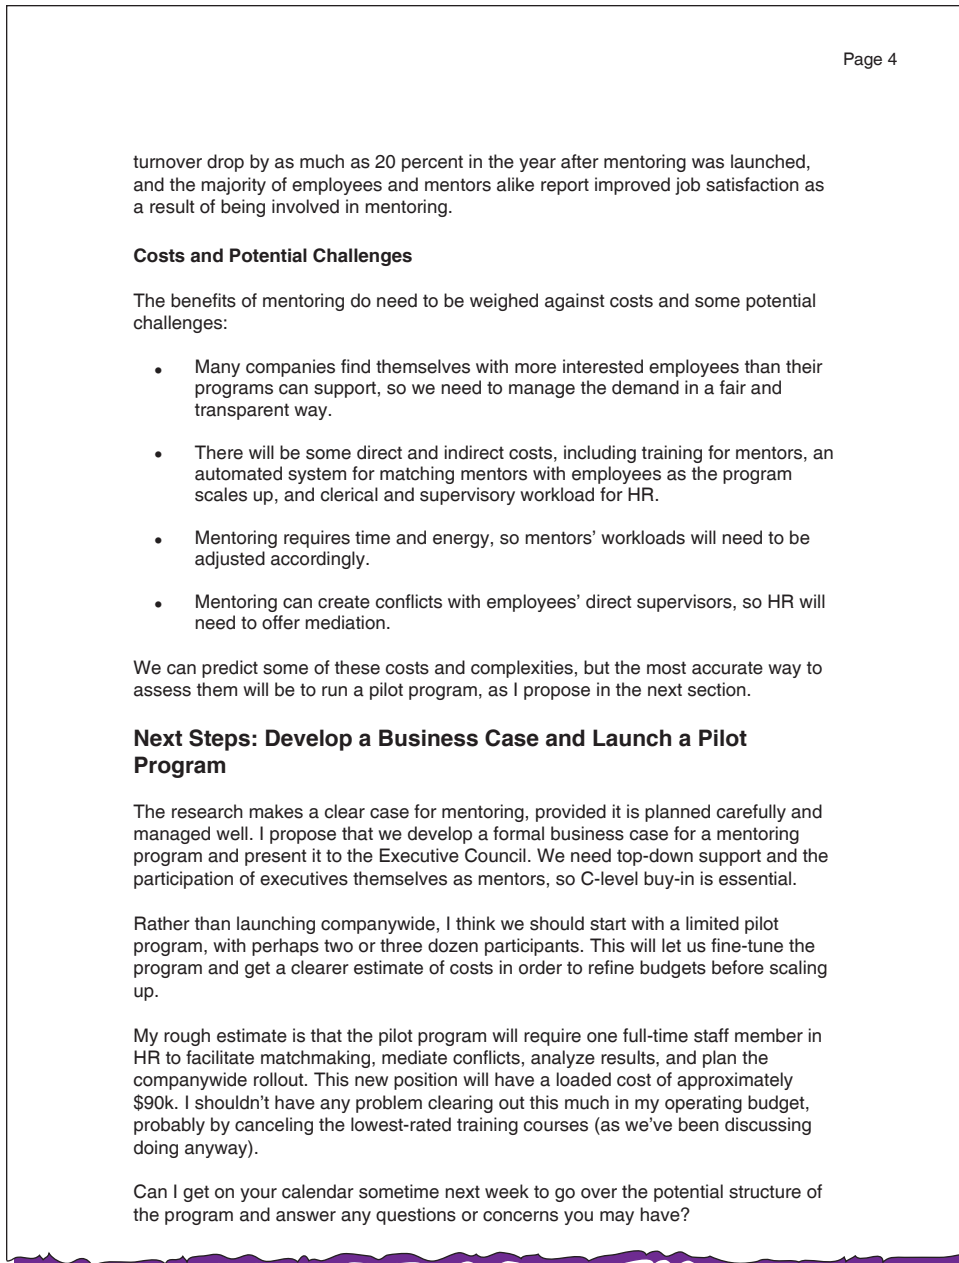 Page 4
turnover drop by as much as 20 percent in the year after mentoring was launched,
and the majority of employees and mentors alike report improved job satisfaction as
a result of being involved in mentoring.
Costs and Potential Challenges
The benefits of mentoring do need to be weighed against costs and some potential
challenges:
• Many companies find themselves with more interested employees than their
programs can support, so we need to manage the demand in a fair and
transparent way.
• There will be some direct and indirect costs, including training for mentors, an
automated system for matching mentors with employees as the program
scales up, and clerical and supervisory workload for HR.
• Mentoring requires time and energy, so mentors’ workloads will need to be
adjusted accordingly.
• Mentoring can create conflicts with employees’ direct supervisors, so HR will
need to offer mediation.
We can predict some of these costs and complexities, but the most accurate way to
assess them will be to run a pilot program, as I propose in the next section.
Next Steps: Develop a Business Case and Launch a Pilot
Program
The research makes a clear case for mentoring, provided it is planned carefully and
managed well. I propose that we develop a formal business case for a mentoring
program and present it to the Executive Council. We need top-down support and the
participation of executives themselves as mentors, so C-level buy-in is essential.
Rather than launching companywide, I think we should start with a limited pilot
program, with perhaps two or three dozen participants. This will let us fine-tune the
program and get a clearer estimate of costs in order to refine budgets before scaling
up.
My rough estimate is that the pilot program will require one full-time staff member in
HR to facilitate matchmaking, mediate conflicts, analyze results, and plan the
companywide rollout. This new position will have a loaded cost of approximately
$90k. I shouldn’t have any problem clearing out this much in my operating budget,
probably by canceling the lowest-rated training courses (as we’ve been discussing
doing anyway).
Can I get on your calendar sometime next week to go over the potential structure of
the program and answer any questions or concerns you may have?